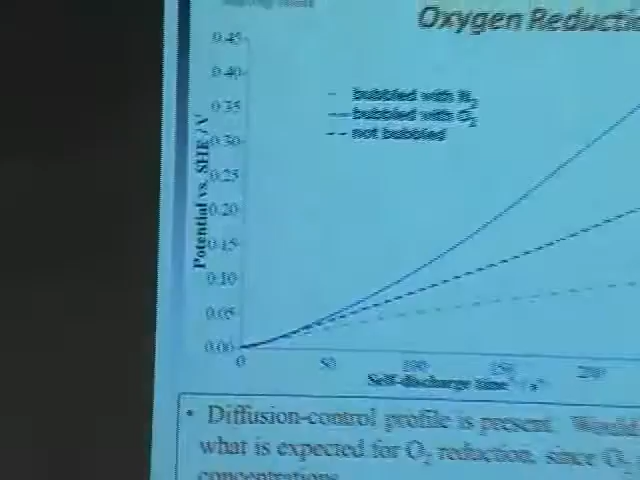 Oxygen
0.45
0.40
bubbled with N2
0.35
bubbled with O2
not bubbled
0.30
0.25
Potential vs. SHE / V
0.20
0.15
0.10
0.05
0.00
0 50 100 150 200
Self-discharge time
• Diffusion-control profile is present. Would
what is expected for O2 reduction, since O2
concentrations